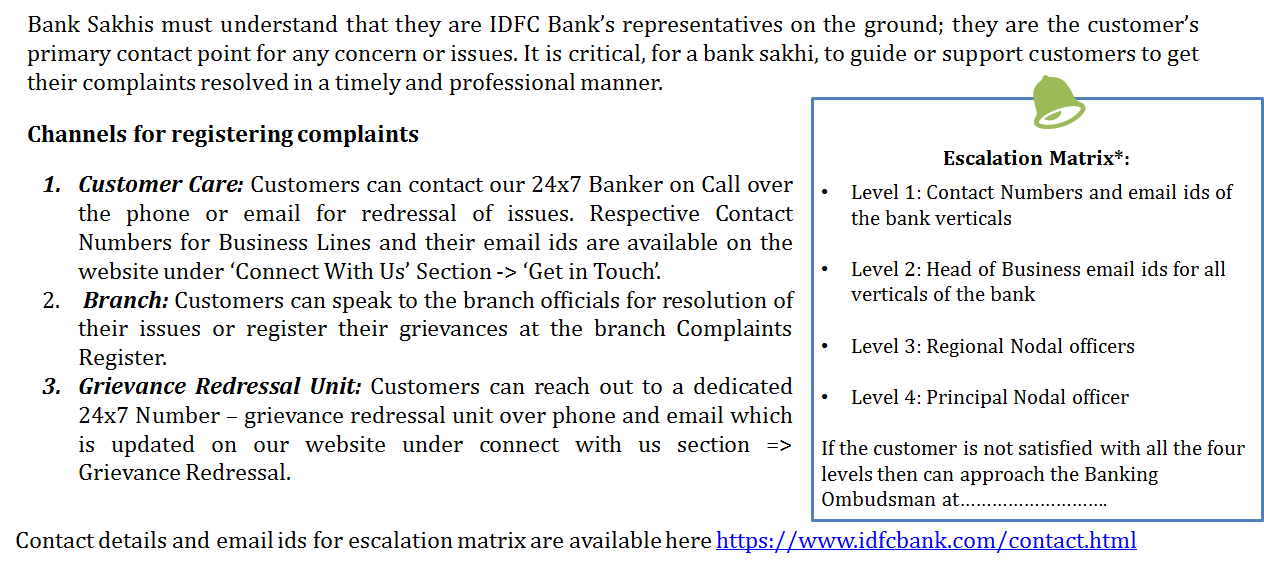 Bank Sakhis must understand that they are IDFC Bank’s representatives on the ground; they are the customer’s
primary contact point for any concern or issues. It is critical, for a bank sakhi, to guide or support customers to get
their complaints resolved in a timely and professional manner.
Channels for registering complaints
1. Customer Care: Customers can contact our 24x7 Banker on Call over
the phone or email for redressal of issues. Respective Contact
Numbers for Business Lines and their email ids are available on the
website under ‘Connect With Us’ Section -> ‘Get in Touch’.
2. Branch: Customers can speak to the branch officials for resolution of
their issues or register their grievances at the branch Complaints
Register.
3. Grievance Redressal Unit: Customers can reach out to a dedicated
24x7 Number – grievance redressal unit over phone and email which
is updated on our website under connect with us section =>
Grievance Redressal.
Escalation Matrix*:
• Level 1: Contact Numbers and email ids of
the bank verticals
• Level 2: Head of Business email ids for all
verticals of the bank
• Level 3: Regional Nodal officers
• Level 4: Principal Nodal officer
If the customer is not satisfied with all the four
levels then can approach the Banking
Ombudsman at………………………..
Contact details and email ids for escalation matrix are available here https://www.idfcbank.com/contact.html